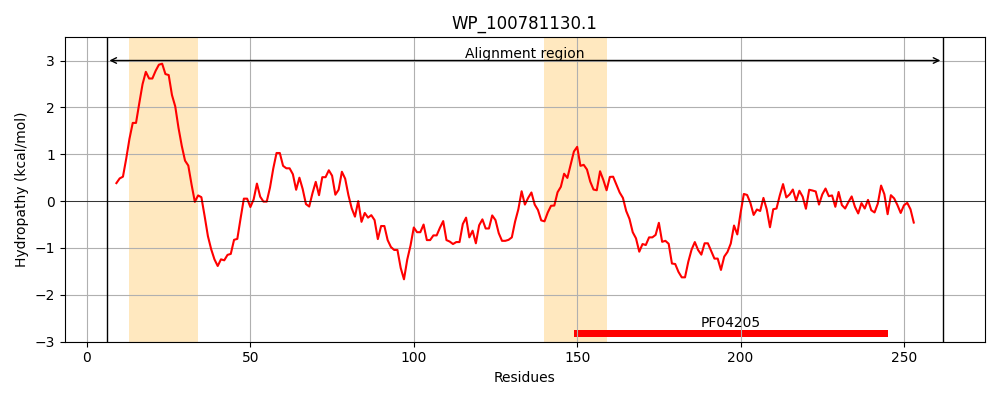 WP_100781130.1
Hydropathy (kcal/mol)
3
2
1
0
−1
−2
−3
Alignment region
PF04205
0 50 100 150 200 250
Residues